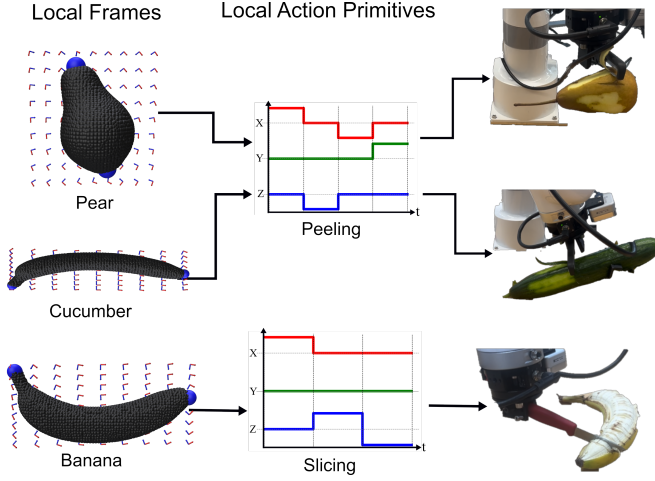 Local Frames
Local Action Primitives
X
Y
Z
t
Pear
Peeling
Cucumber
X
Y
Z
t
Banana
Slicing